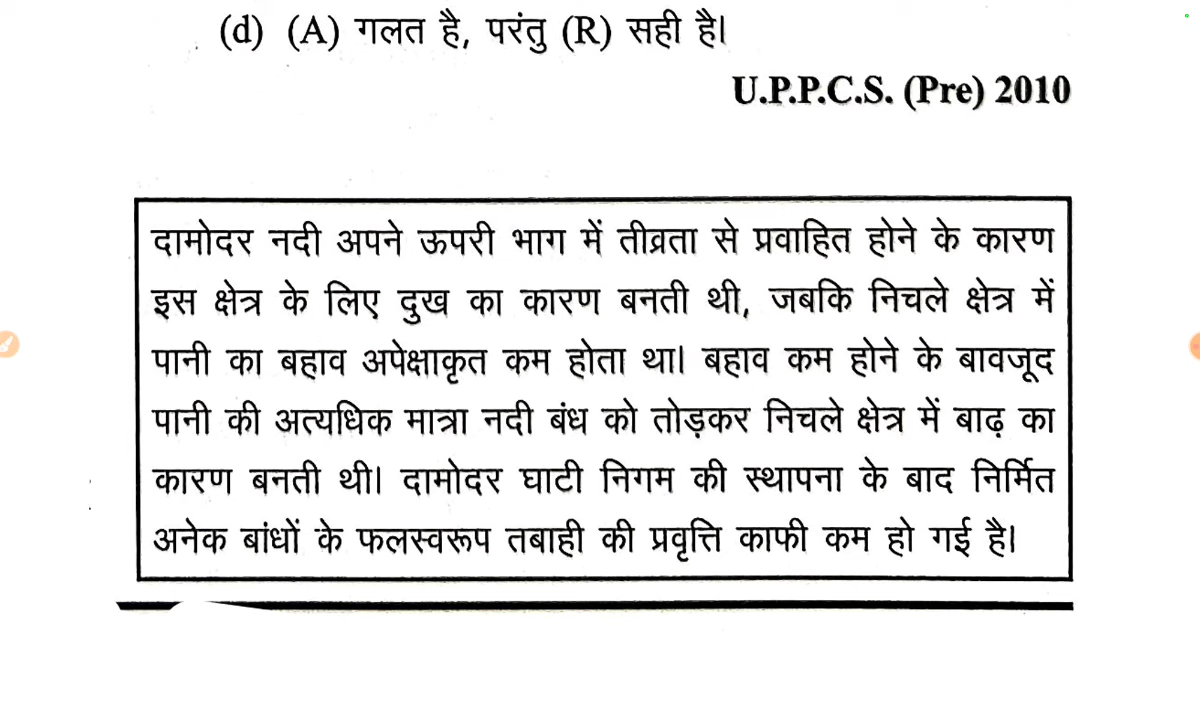 (d) (A) गलत है, परंतु (R) सही है।
U.P.P.C.S. (Pre) 2010
दामोदर नदी अपने ऊपरी भाग में तीव्रता से प्रवाहित होने के कारण
इस क्षेत्र के लिए दुख का कारण बनती थी, जबकि निचले क्षेत्र में
पानी का बहाव अपेक्षाकृत कम होता था। बहाव कम होने के बावजूद
पानी की अत्यधिक मात्रा नदी बंध को तोड़कर निचले क्षेत्र में बाढ़ का
कारण बनती थी। दामोदर घाटी निगम की स्थापना के बाद निर्मित
अनेक बांधों के फलस्वरूप तबाही की प्रवृत्ति काफी कम हो गई है।